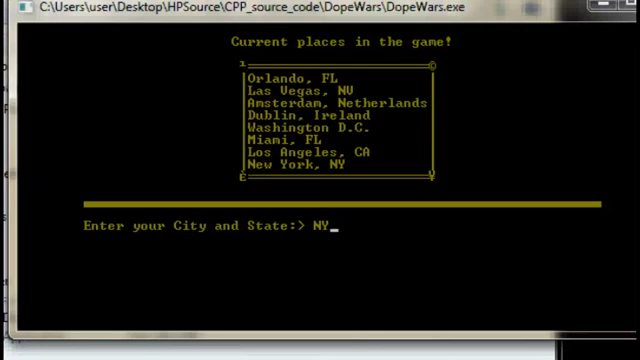 C:\Users\user\Desktop\HPSource\CPP_source_code\DopeWars\DopeWars.exe
Current places in the game!
Orlando, FL
Las Vegas, NV
Amsterdam, Netherlands
Dublin, Ireland
Washington D.C.
Miami, FL
Los Angeles, CA
New York, NY
Enter your City and State:> NY_